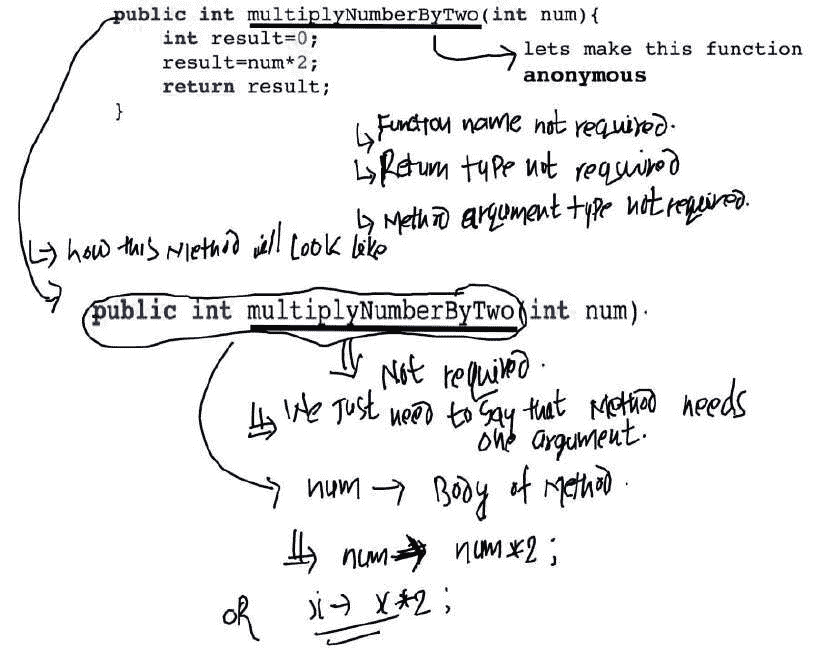 public int multiplyNumberByTwo(int num){
int result=0;
result=num*2;
return result;
}
lets make this function
anonymous
Function name not required.
Return type not required
Method argument type not required.
how this Method will look like
public int multiplyNumberByTwo(int num).
Not required.
We Just need to say that Method needs
one argument.
num → Body of Method.
num → num*2;
OR x → x*2;